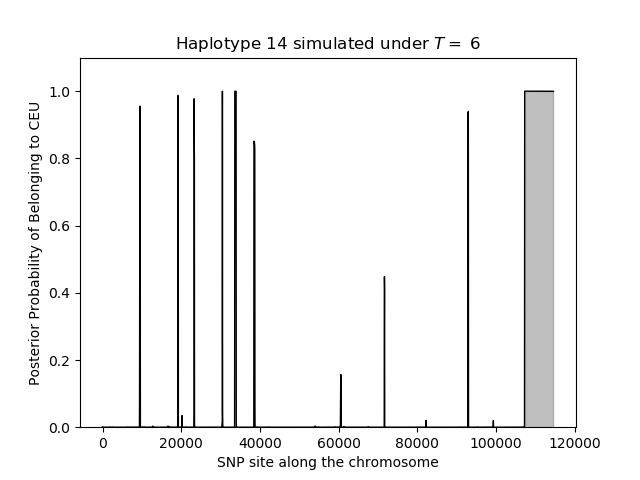 Haplotype 14 simulated under T = 6
Posterior Probability of Belonging to CEU
1.0
0.8
0.6
0.4
0.2
0.0
0 20000 40000 60000 80000 100000 120000
SNP site along the chromosome